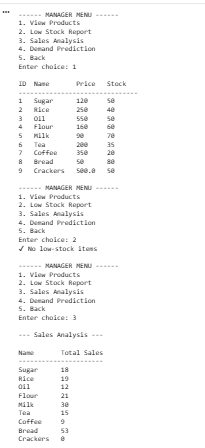 ------ MANAGER MENU ------
1. View Products
2. Low Stock Report
3. Sales Analysis
4. Demand Prediction
5. Back
Enter choice: 1
ID Name Price Stock
--------------------------------
1 Sugar 120 50
2 Rice 250 40
3 Oil 550 50
4 Flour 160 60
5 Milk 90 70
6 Tea 200 35
7 Coffee 350 20
8 Bread 50 80
9 Crackers 500.0 50
------ MANAGER MENU ------
1. View Products
2. Low Stock Report
3. Sales Analysis
4. Demand Prediction
5. Back
Enter choice: 2
✓ No low-stock items
------ MANAGER MENU ------
1. View Products
2. Low Stock Report
3. Sales Analysis
4. Demand Prediction
5. Back
Enter choice: 3
--- Sales Analysis ---
Name Total Sales
----------------------
Sugar 18
Rice 19
Oil 12
Flour 21
Milk 30
Tea 15
Coffee 9
Bread 53
Crackers 0